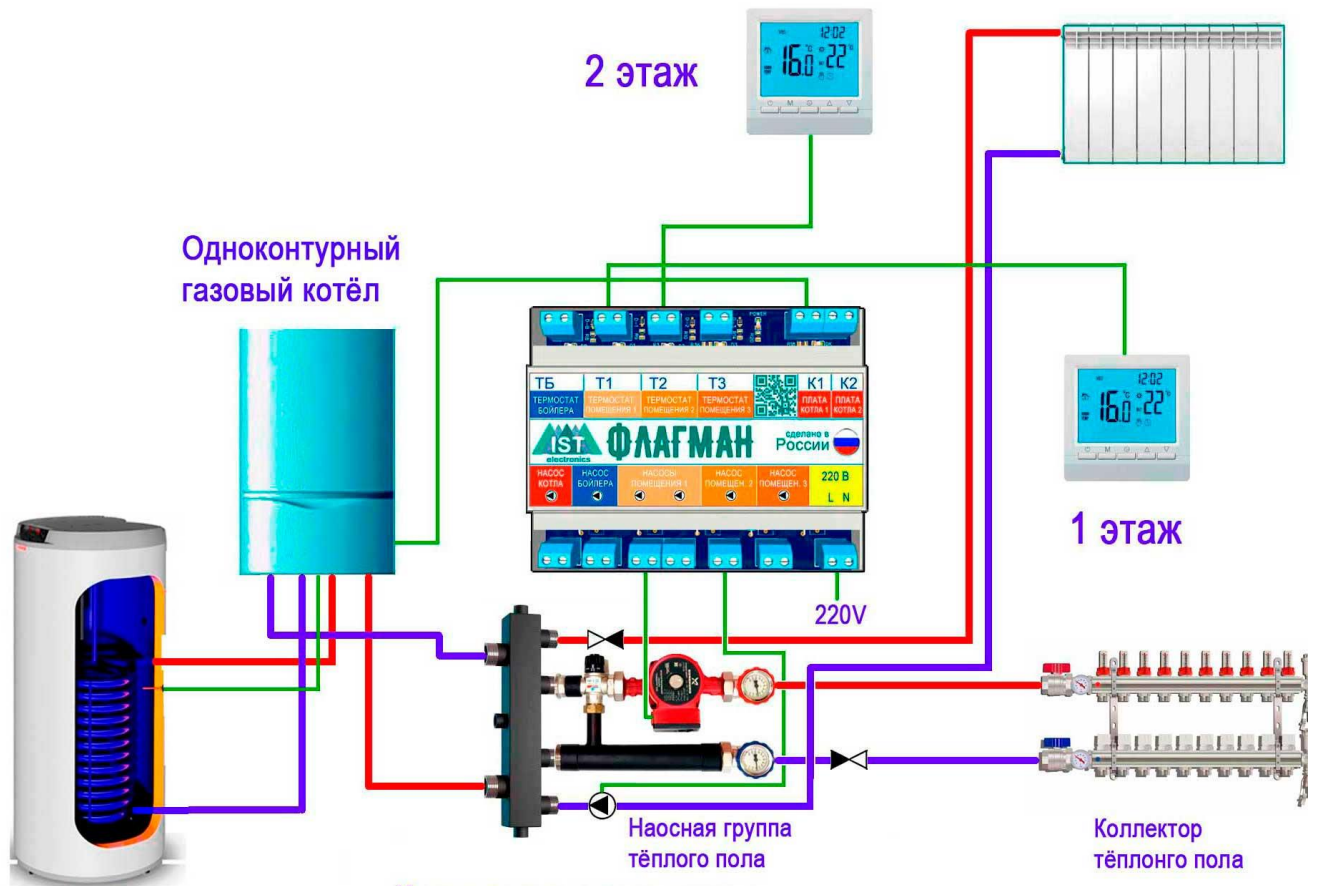 12:02
2 этаж
16.0 °C 22°
M
Одноконтурный
газовый котёл
POWER
ТБ Т1 Т2 Т3 К1 К2
ТЕРМОСТАТ БОЙЛЕРА
ТЕРМОСТАТ ПОМЕЩЕНИЯ 1
ТЕРМОСТАТ ПОМЕЩЕНИЯ 2
ТЕРМОСТАТ ПОМЕЩЕНИЯ 3
ПЛАТА КОТЛА 1
ПЛАТА КОТЛА 2
IST
electronics
ФЛАГМАН
сделано в
России
НАСОС КОТЛА
НАСОС БОЙЛЕРА
НАСОСЫ ПОМЕЩЕНИЯ 1
НАСОС ПОМЕЩЕН. 2
НАСОС ПОМЕЩЕН. 3
220 В
L N
12:02
16.0 °C 22°
M
1 этаж
220V
Наосная группа
тёплого пола
Коллектор
тёплонго пола